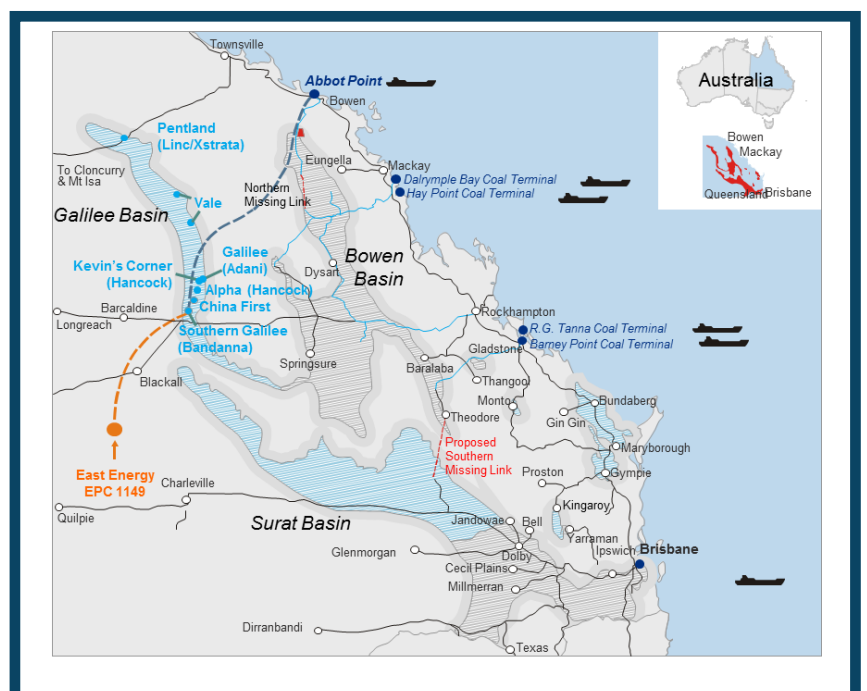 Townsville
Abbot Point
Bowen
Australia
Bowen
Mackay
Queensland
Brisbane
Pentland
(Linc/Xstrata)
To Cloncurry
& Mt Isa
Eungella
Mackay
Dalrymple Bay Coal Terminal
Hay Point Coal Terminal
Northern
Missing Link
Vale
Galilee Basin
Galilee
(Adani)
Kevin's Corner
(Hancock)
Alpha (Hancock)
China First
Dysart
Bowen
Basin
Barcaldine
Longreach
Southern Galilee
(Bandanna)
Rockhampton
R.G. Tanna Coal Terminal
Barney Point Coal Terminal
Gladstone
Springsure
Blackall
Baralaba
Thangool
Monto
Bundaberg
Theodore
Gin Gin
Proposed
Southern
Missing Link
Maryborough
East Energy
EPC 1149
Charleville
Proston
Gympie
Quilpie
Surat Basin
Kingaroy
Jandowae
Bell
Yarraman
Glenmorgan
Dolby
Ipswich
Brisbane
Cecil Plains
Millmerran
Dirranbandi
Texas